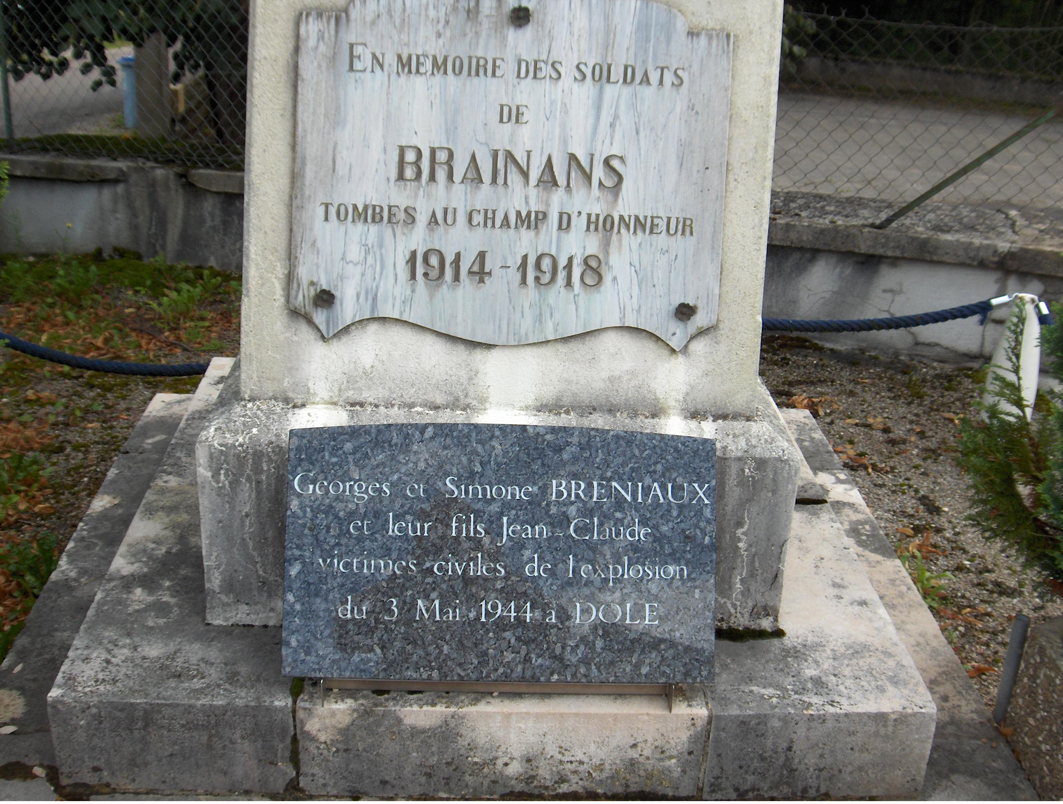 EN MEMOIRE DES SOLDATS
DE
BRAINANS
TOMBES AU CHAMP D'HONNEUR
1914-1918
Georges et Simone BRENIAUX
et leur fils Jean-Claude
victimes civiles de l'explosion
du 3 Mai 1944 à DOLE